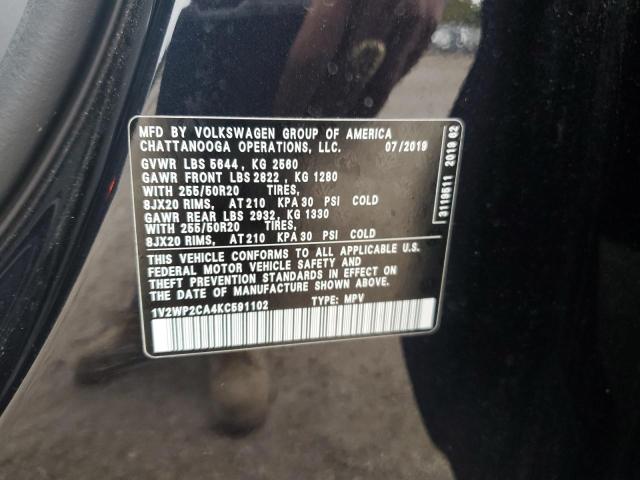 MFD BY VOLKSWAGEN GROUP OF AMERICA
CHATTANOOGA OPERATIONS, LLC. 07/2019
GVWR LBS 5644 , KG 2560
GAWR FRONT LBS 2822 , KG 1280
WITH 255/50R20 TIRES,
8JX20 RIMS, AT 210 KPA 30 PSI COLD
GAWR REAR LBS 2932, KG 1330
WITH 255/50R20 TIRES,
8JX20 RIMS, AT 210 KPA 30 PSI COLD
THIS VEHICLE CONFORMS TO ALL APPLICABLE U.S.
FEDERAL MOTOR VEHICLE SAFETY AND
THEFT PREVENTION STANDARDS IN EFFECT ON
THE DATE OF MANUFACTURE SHOWN ABOVE.
1V2WP2CA4KC591102 TYPE: MPV
3119511 2019 02